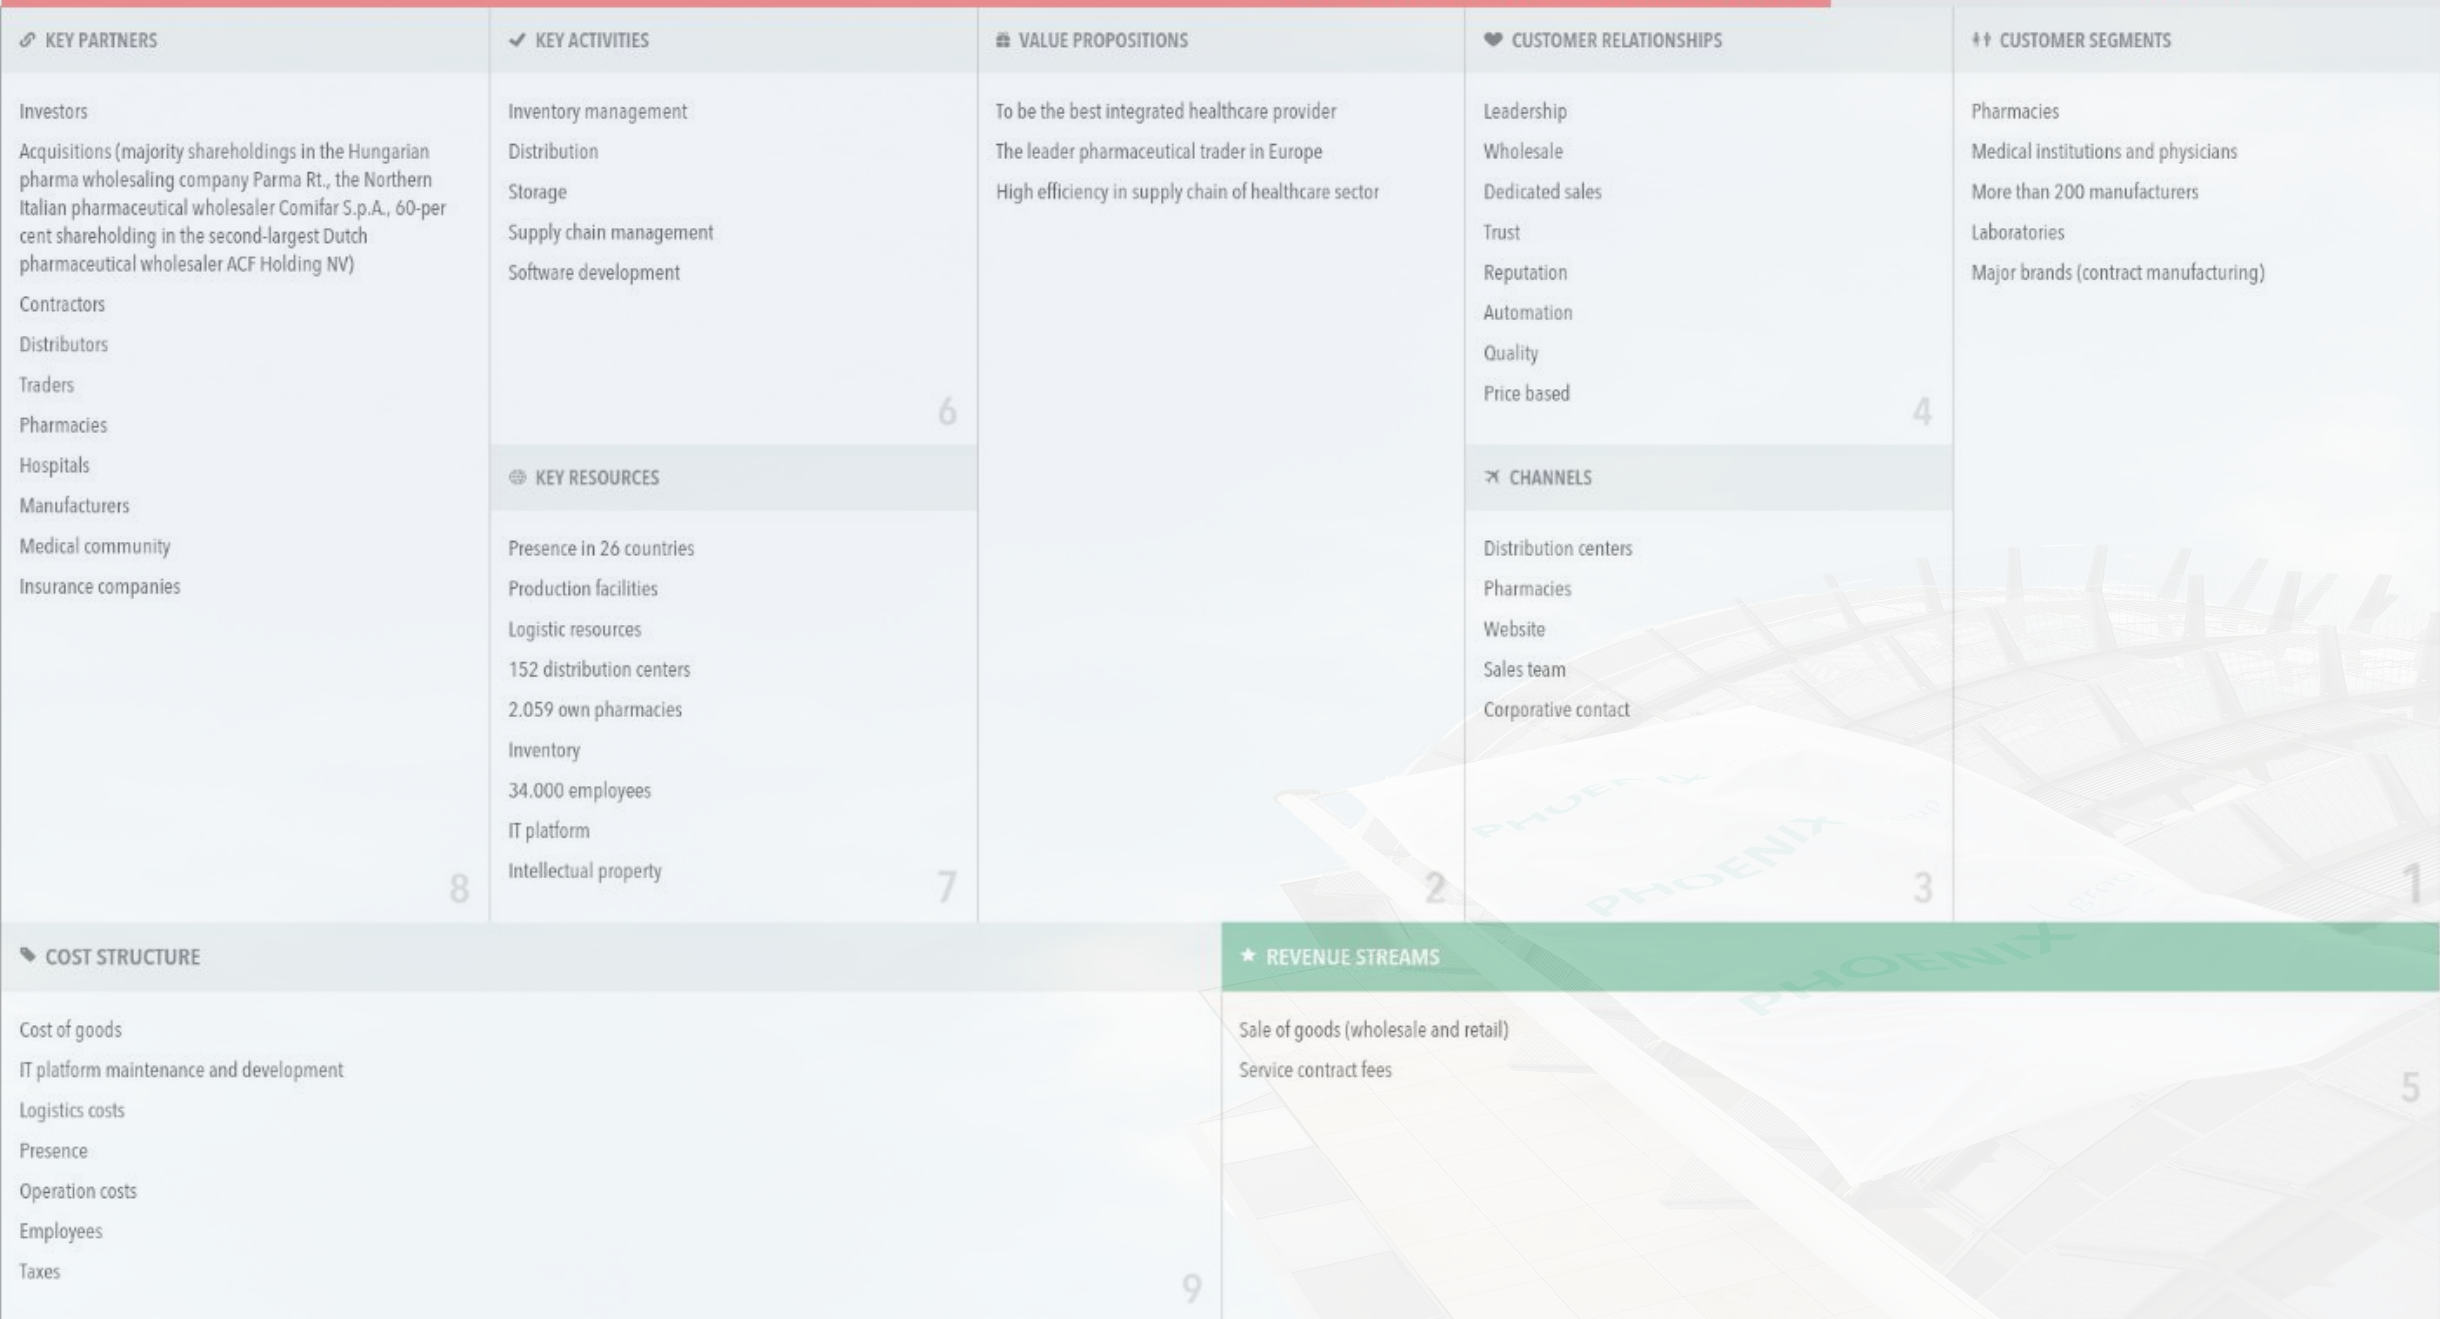 KEY PARTNERS
Investors
Acquisitions (majority shareholdings in the Hungarian
pharma wholesaling company Parma Rt., the Northern
Italian pharmaceutical wholesaler Comifar S.p.A., 60-per
cent shareholding in the second-largest Dutch
pharmaceutical wholesaler ACF Holding NV)
Contractors
Distributors
Traders
Pharmacies
Hospitals
Manufacturers
Medical community
Insurance companies
8
KEY ACTIVITIES
Inventory management
Distribution
Storage
Supply chain management
Software development
6
KEY RESOURCES
Presence in 26 countries
Production facilities
Logistic resources
152 distribution centers
2.059 own pharmacies
Inventory
34.000 employees
IT platform
Intellectual property
7
VALUE PROPOSITIONS
To be the best integrated healthcare provider
The leader pharmaceutical trader in Europe
High efficiency in supply chain of healthcare sector
2
CUSTOMER RELATIONSHIPS
Leadership
Wholesale
Dedicated sales
Trust
Reputation
Automation
Quality
Price based
4
CHANNELS
Distribution centers
Pharmacies
Website
Sales team
Corporative contact
3
CUSTOMER SEGMENTS
Pharmacies
Medical institutions and physicians
More than 200 manufacturers
Laboratories
Major brands (contract manufacturing)
1
PHOENIX
PHOENIX
PHOENIX
COST STRUCTURE
Cost of goods
IT platform maintenance and development
Logistics costs
Presence
Operation costs
Employees
Taxes
9
REVENUE STREAMS
Sale of goods (wholesale and retail)
Service contract fees
5